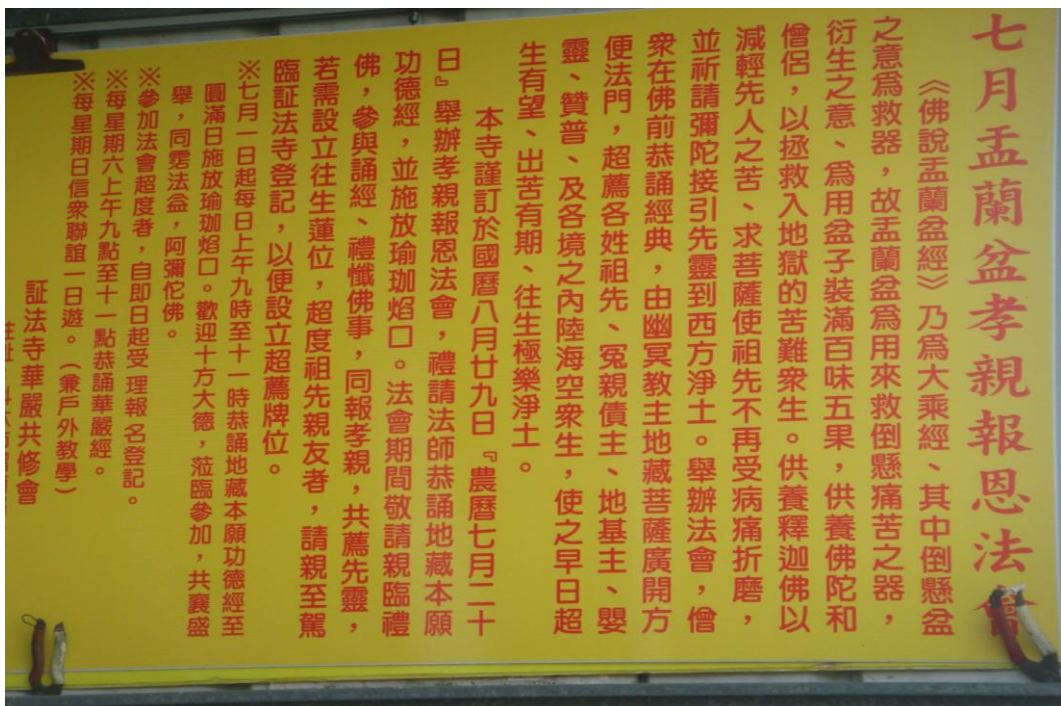 七月盂蘭盆孝親報恩法會
《佛說盂蘭盆經》乃爲大乘經、其中倒懸盆
之意爲救器，故盂蘭盆爲用來救倒懸痛苦之器，
衍生之意、爲用盆子裝滿百味五果，供養佛陀和
僧侶，以拯救入地獄的苦難衆生。供養釋迦佛以
減輕先人之苦、求菩薩使祖先不再受病痛折磨，
並祈請彌陀接引先靈到西方淨土。舉辦法會，僧
衆在佛前恭誦經典，由幽冥教主地藏菩薩廣開方
便法門，超薦各姓祖先、冤親債主、地基主、嬰
靈、贊普、及各境之內陸海空衆生，使之早日超
生有望、出苦有期、往生極樂淨土。
本寺謹訂於國曆八月廿九日『農曆七月二十
日』舉辦孝親報恩法會，禮請法師恭誦地藏本願
功德經，並施放瑜珈焰口。法會期間敬請親臨禮
佛，參與誦經、禮懺佛事，同報孝親，共薦先靈，
若需設立往生蓮位，超度祖先親友者，請親至駕
臨証法寺登記，以便設立超薦牌位。
※七月一日起每日上午九時至十一時恭誦地藏本願功德經至
圓滿日施放瑜珈焰口。歡迎十方大德，蒞臨參加，共襄盛
舉，同霑法益，阿彌佗佛。
※參加法會超度者，自即日起受理報名登記。
※每星期六上午九點至十一點恭誦華嚴經。
※每星期日信衆聯誼一日遊。（兼戶外教學）
証法寺華嚴共修會